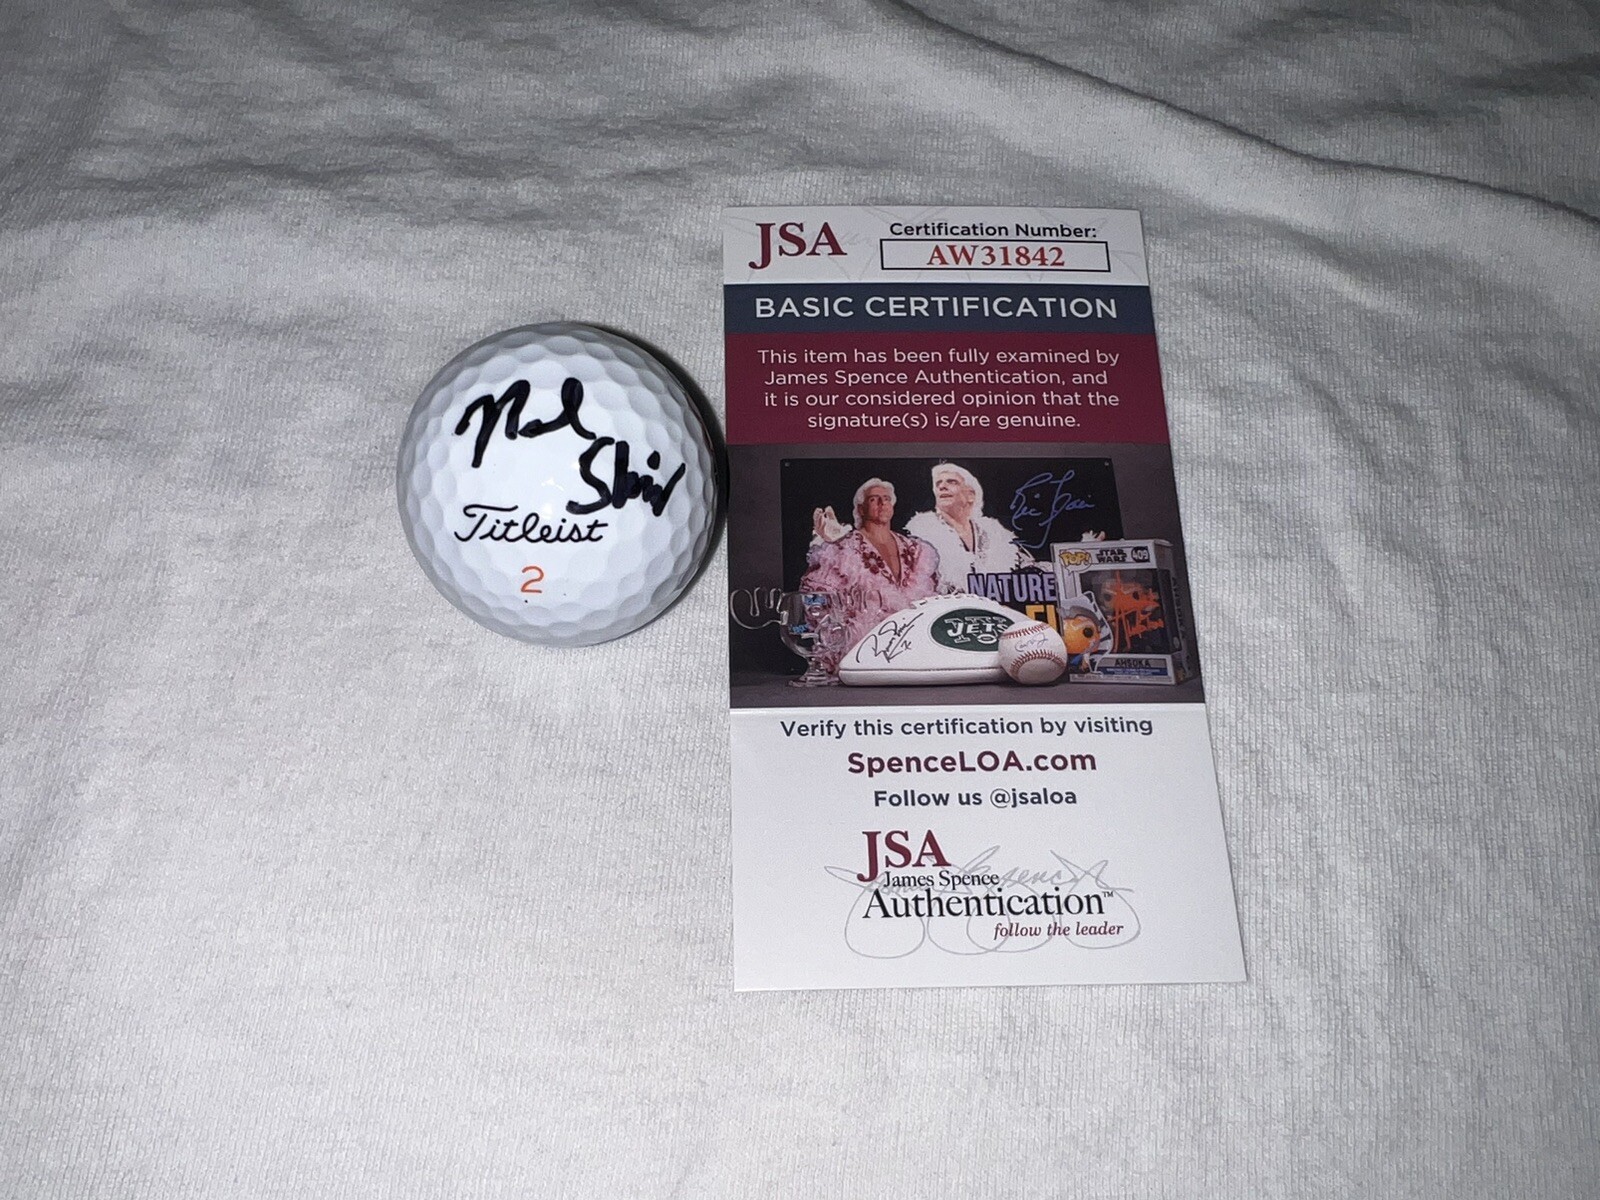 Titleist
2
JSA
Certification Number:
AW31842
BASIC CERTIFICATION
This item has been fully examined by
James Spence Authentication, and
it is our considered opinion that the
signature(s) is/are genuine.
NATURE
JETS
POP!
STAR
WARS
409
AHSOKA
Verify this certification by visiting
SpenceLOA.com
Follow us @jsaloa
JSA
James Spence
Authentication™
follow the leader